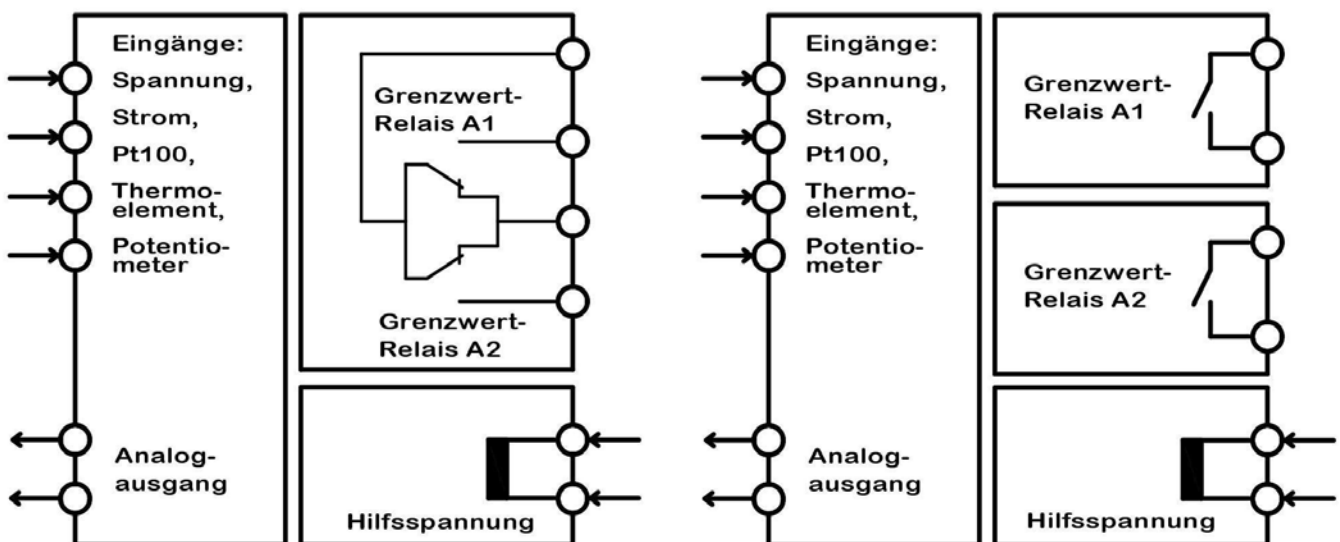 Eingänge:
Spannung,
Strom,
Pt100,
Thermo-
element,
Potentio-
meter
Analog-
ausgang
Grenzwert-
Relais A1
Grenzwert-
Relais A2
Hilfsspannung
Eingänge:
Spannung,
Strom,
Pt100,
Thermo-
element,
Potentio-
meter
Analog-
ausgang
Grenzwert-
Relais A1
Grenzwert-
Relais A2
Hilfsspannung